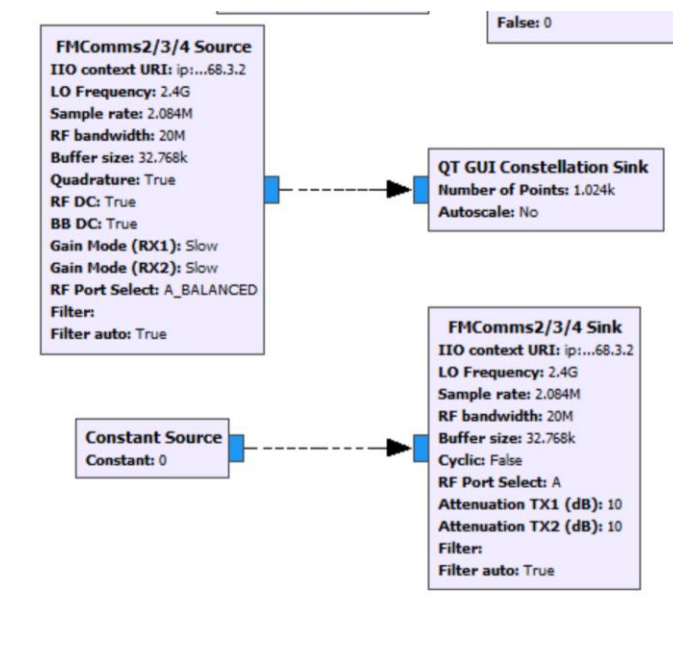 False: 0
FMComms2/3/4 Source
IIO context URI: ip:...68.3.2
LO Frequency: 2.4G
Sample rate: 2.084M
RF bandwidth: 20M
Buffer size: 32.768k
Quadrature: True
RF DC: True
BB DC: True
Gain Mode (RX1): Slow
Gain Mode (RX2): Slow
RF Port Select: A_BALANCED
Filter:
Filter auto: True
QT GUI Constellation Sink
Number of Points: 1.024k
Autoscale: No
Constant Source
Constant: 0
FMComms2/3/4 Sink
IIO context URI: ip:...68.3.2
LO Frequency: 2.4G
Sample rate: 2.084M
RF bandwidth: 20M
Buffer size: 32.768k
Cyclic: False
RF Port Select: A
Attenuation TX1 (dB): 10
Attenuation TX2 (dB): 10
Filter:
Filter auto: True